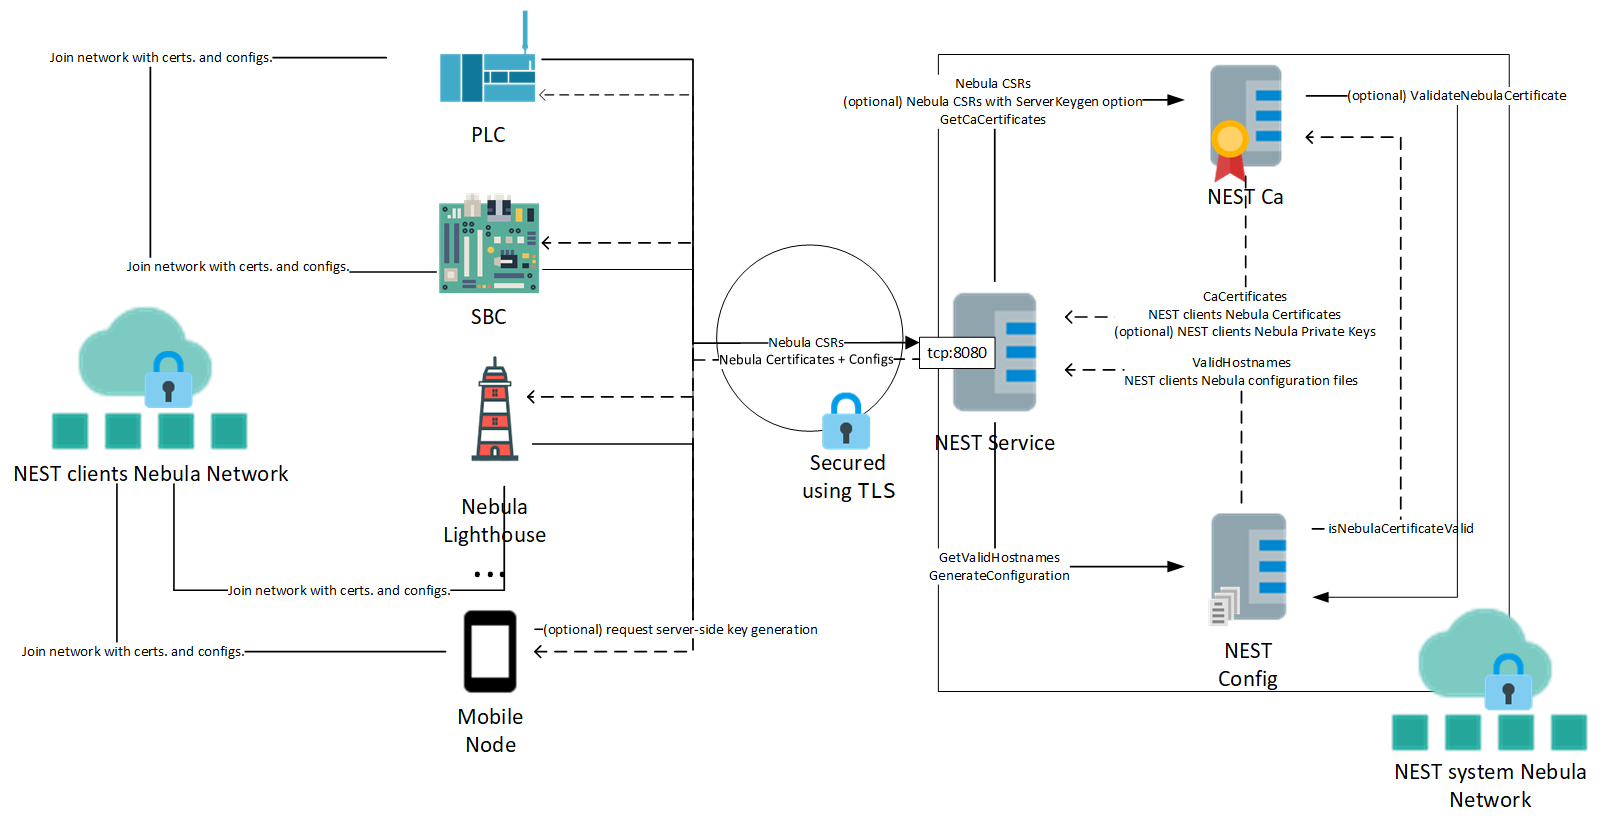 Join network with certs. and configs.
PLC
Join network with certs. and configs.
SBC
NEST clients Nebula Network
Nebula
Lighthouse
...
Join network with certs. and configs.
(optional) request server-side key generation
Join network with certs. and configs.
Mobile
Node
Nebula CSRs
Nebula Certificates + Configs
Secured
using TLS
tcp:8080
NEST Service
Nebula CSRs
(optional) Nebula CSRs with ServerKeygen option
GetCaCertificates
NEST Ca
(optional) ValidateNebulaCertificate
CaCertificates
NEST clients Nebula Certificates
(optional) NEST clients Nebula Private Keys
ValidHostnames
NEST clients Nebula configuration files
isNebulaCertificateValid
GetValidHostnames
GenerateConfiguration
NEST
Config
NEST system Nebula
Network